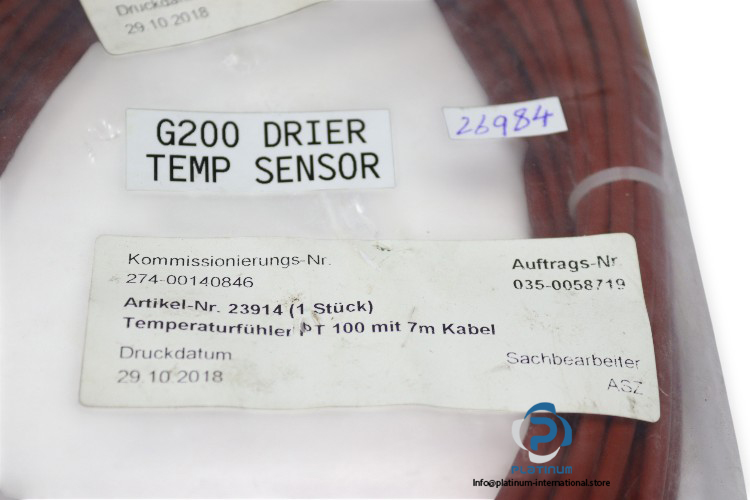 Druckda
29.10.2018
G200 DRIER
TEMP SENSOR
26984
Kommissionierungs-Nr.
274-00140846
Auftrags-Nr
035-0058719
Artikel-Nr. 23914 (1 Stück)
Temperaturfühler PT 100 mit 7m Kabel
Druckdatum
29.10.2018
Sachbearbeiter
ASZ
PLATINUM
Info@platinum-international.store